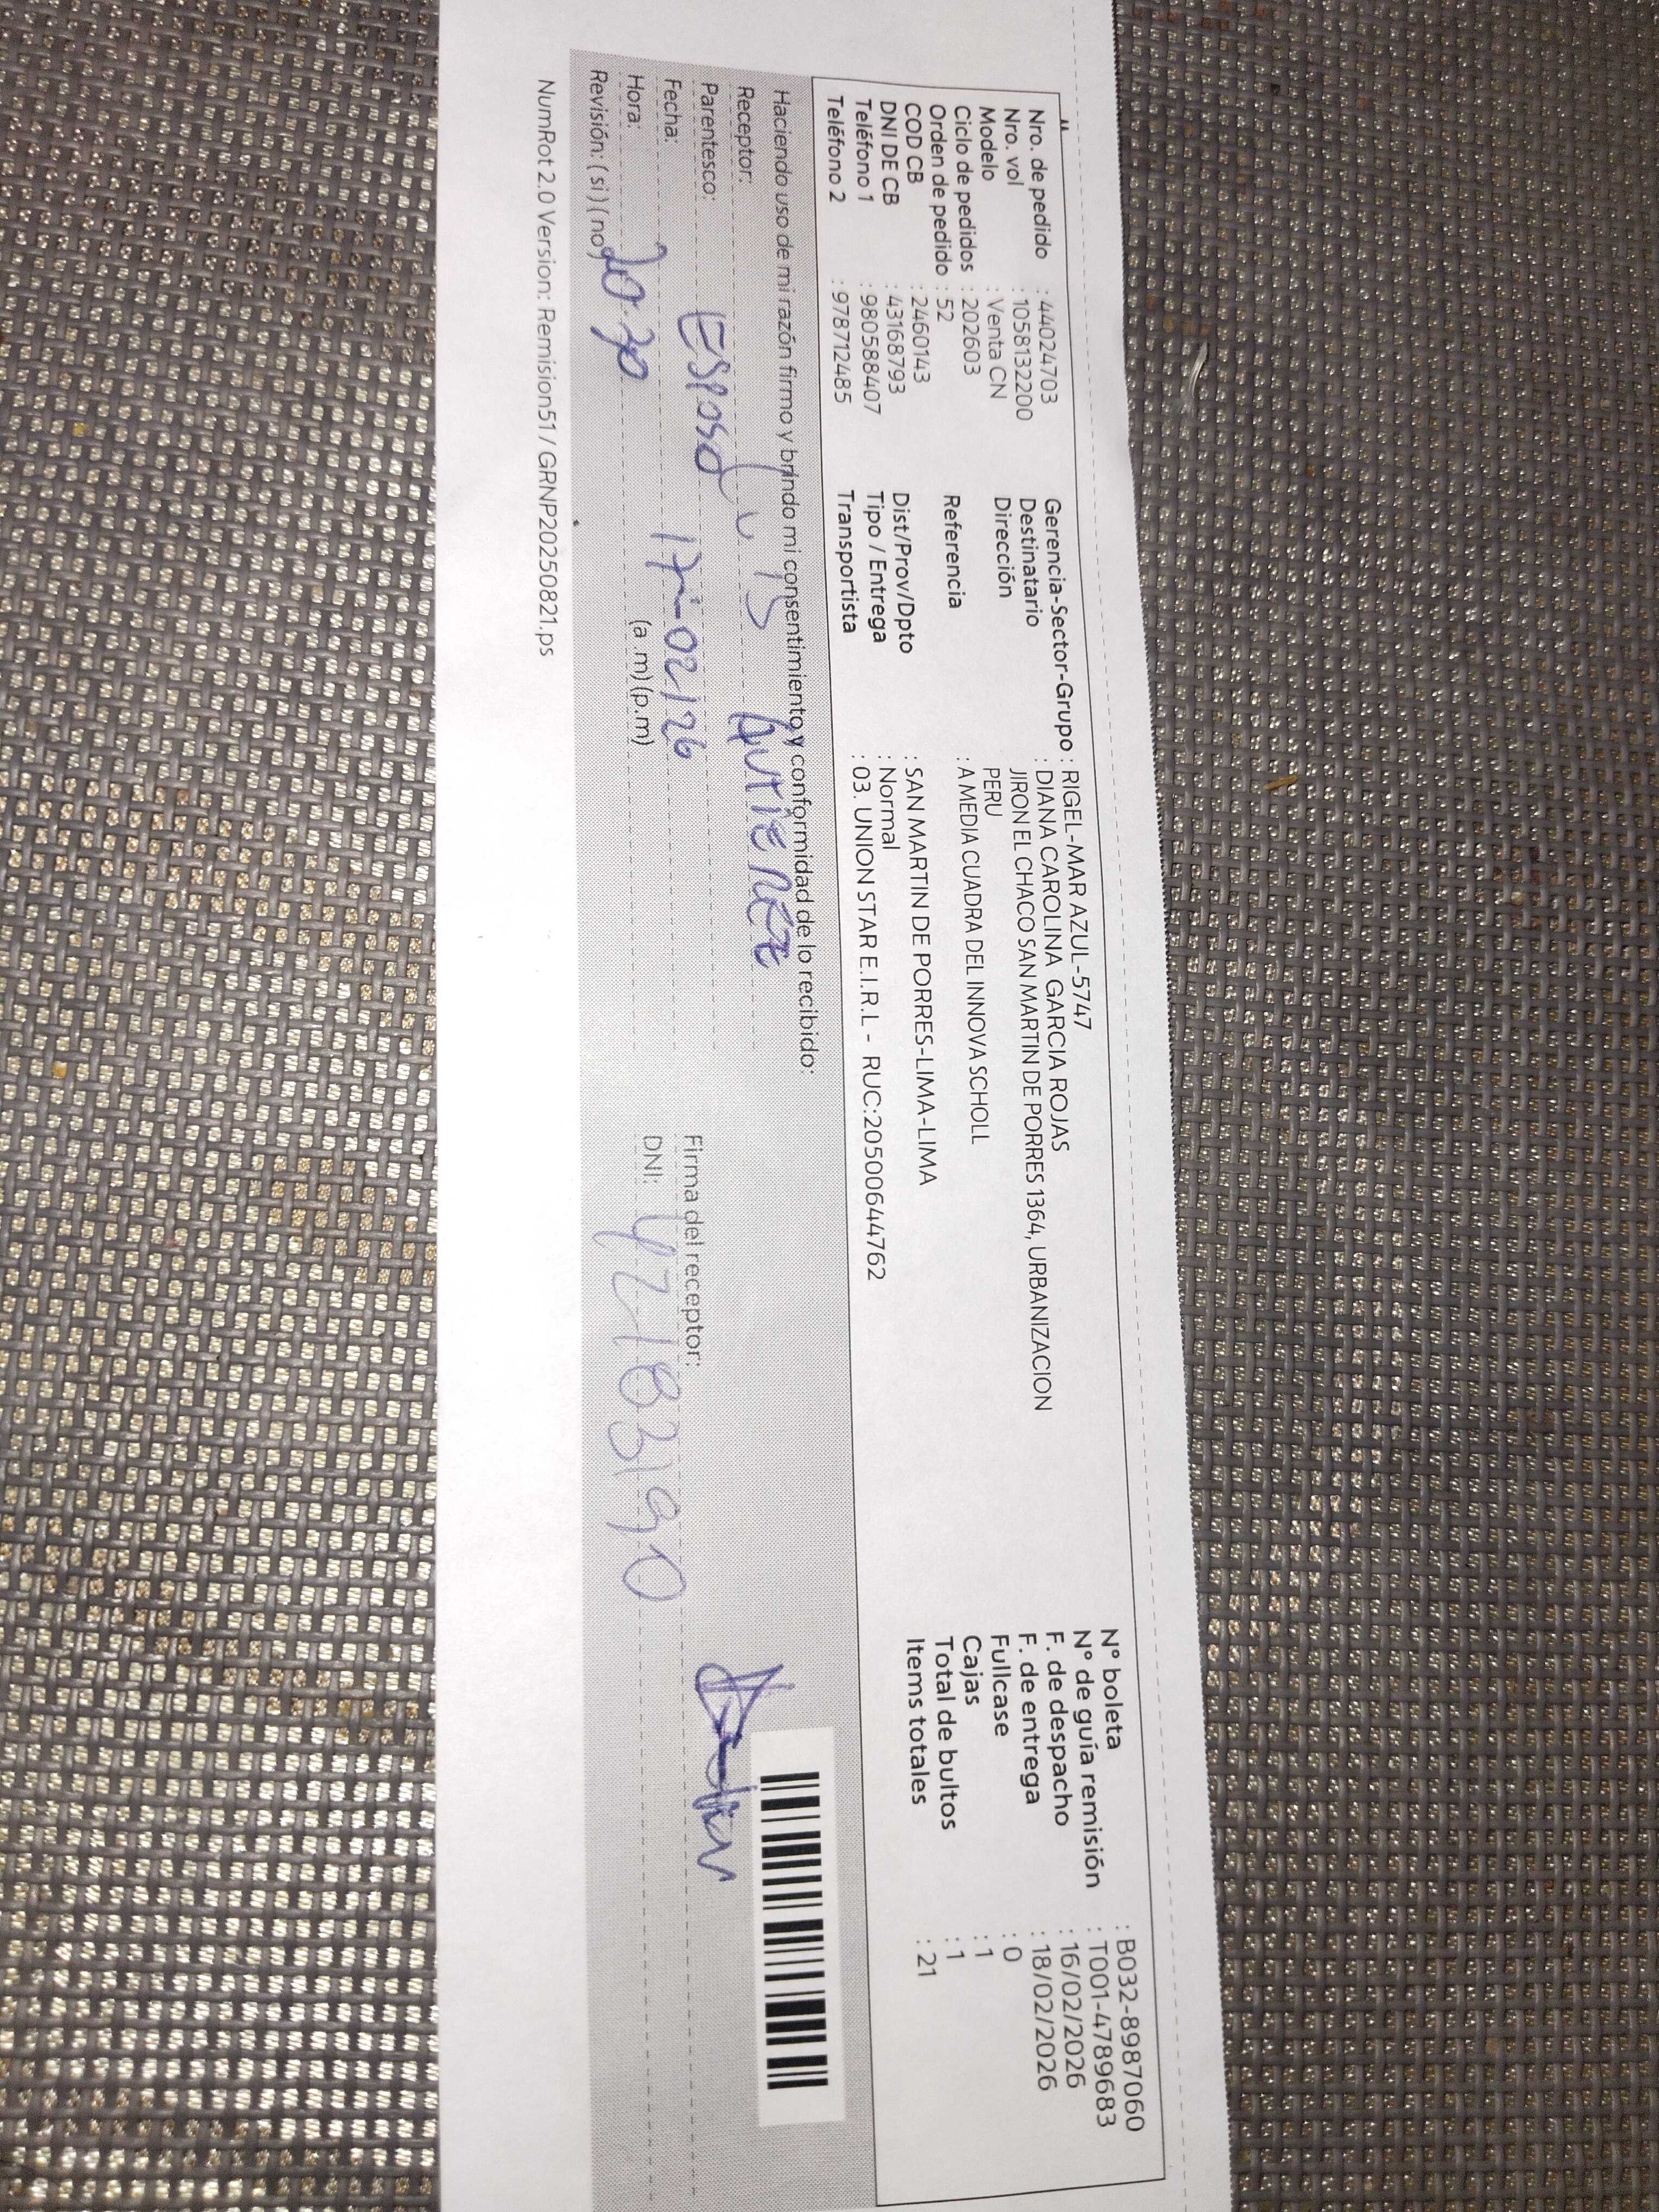 Nro. de pedido : 44024703
Nro. vol : 1058132200
Modelo : Venta CN
Ciclo de pedidos : 202603
Orden de pedido : 52
COD CB : 2460143
DNI DE CB : 43168793
Teléfono 1 : 980588407
Teléfono 2 : 978712485
Gerencia-Sector-Grupo : RIGEL-MAR AZUL-5747
Destinatario : DIANA CAROLINA GARCIA ROJAS
Dirección JIRON EL CHACO SAN MARTIN DE PORRES 1364, URBANIZACION
PERU
Referencia : A MEDIA CUADRA DEL INNOVA SCHOLL
Dist/Prov/Dpto : SAN MARTIN DE PORRES-LIMA-LIMA
Tipo / Entrega : Normal
Transportista : 03. UNION STAR E.I.R.L - RUC:20500644762
N° boleta : B032-8987060
N° de guía remisión : T001-4789683
F. de despacho : 16/02/2026
F. de entrega : 18/02/2026
Fullcase : 0
Cajas : 1
Total de bultos : 1
Items totales : 21
Haciendo uso de mi razón firmo y brindo mi consentimiento y conformidad de lo recibido:
Receptor: Luis
Parentesco: Esposo
Fecha: 17-02/26
Hora: 20.30 (a .m) (p.m)
Revisión: ( si ) ( no )
Firma del receptor:
DNI: 42183190
NumRot 2.0 Version: Remision51 / GRNP20250821.ps